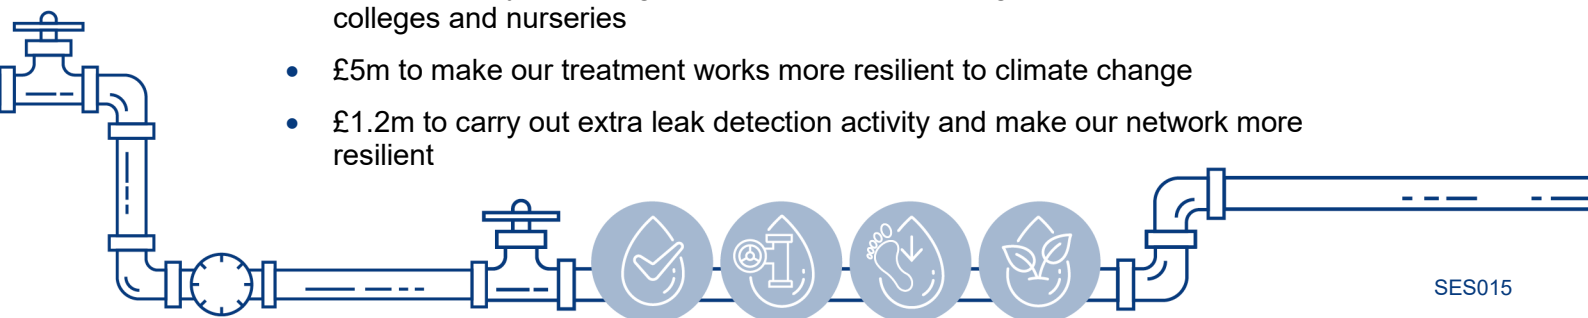 colleges and nurseries
• £5m to make our treatment works more resilient to climate change
• £1.2m to carry out extra leak detection activity and make our network more
resilient
SES015